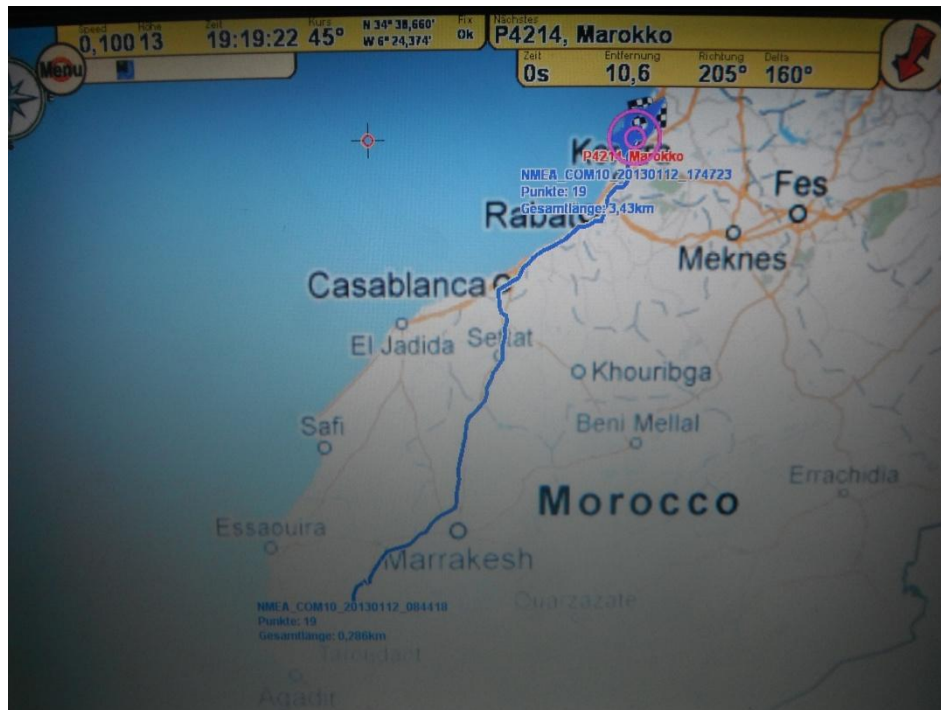 Speed Höhe Zeit Kurs N 34° 38,660' Fix
0,100 13 19:19:22 45° W 6° 24,374' Ok
Nächstes
P4214, Marokko
Zeit Entfernung Richtung Delta
0s 10,6 205° 160°
Menu
P4214, Marokko
NMEA_COM10_20130112_174723
Punkte: 19
Gesamtlänge: 3,43km
Fes
Rabat
Meknes
Casablanca
El Jadida
Settat
Khouribga
Safi
Beni Mellal
Errachidia
Morocco
Essaouira
Marrakesh
NMEA_COM10_20130112_084418
Punkte: 19
Gesamtlänge: 0,286km
Ouarzazate
Taroudant
Agadir